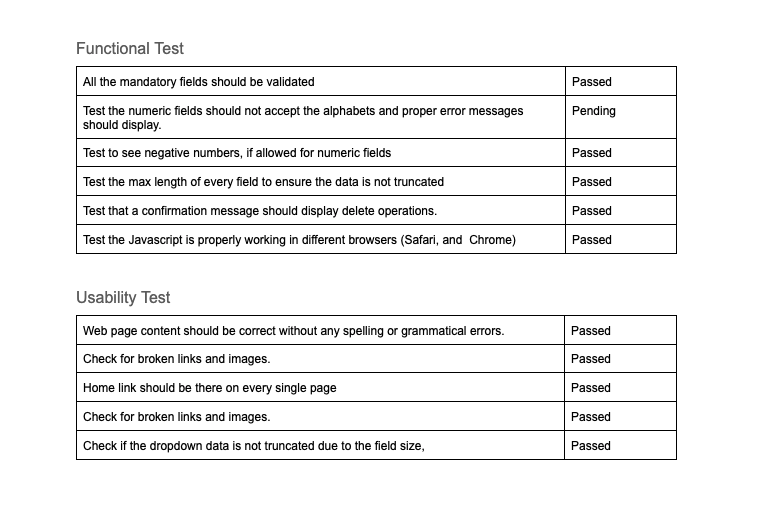 Functional Test
All the mandatory fields should be validated Passed
Test the numeric fields should not accept the alphabets and proper error messages Pending
should display.
Test to see negative numbers, if allowed for numeric fields Passed
Test the max length of every field to ensure the data is not truncated Passed
Test that a confirmation message should display delete operations. Passed
Test the Javascript is properly working in different browsers (Safari, and  Chrome) Passed
Usability Test
Web page content should be correct without any spelling or grammatical errors. Passed
Check for broken links and images. Passed
Home link should be there on every single page Passed
Check for broken links and images. Passed
Check if the dropdown data is not truncated due to the field size, Passed